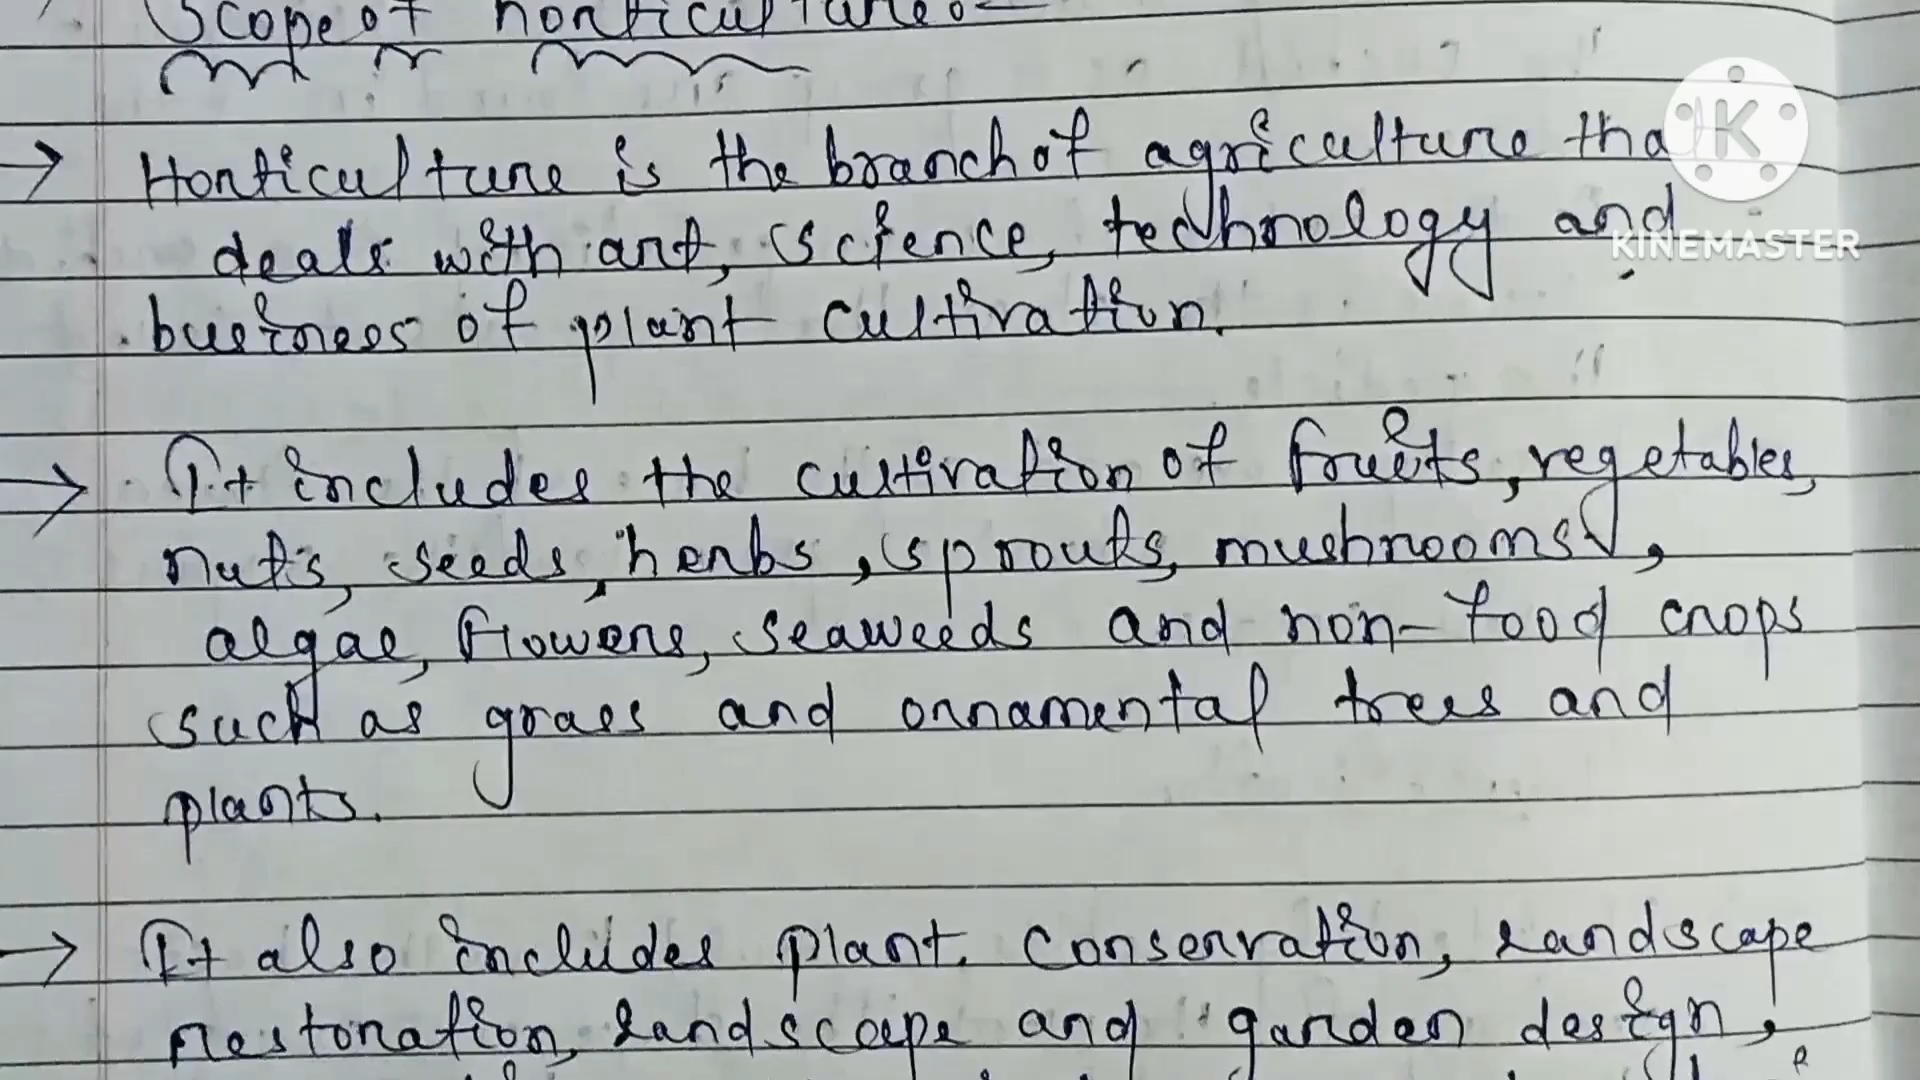 Scope of horticulture:-
→ Horticulture is the branch of agriculture that
deals with art, science, technology and
business of plant cultivation.
→ It includes the cultivation of fruits, vegetables,
nuts, seeds, herbs, sprouts, mushrooms,
algae, flowers, seaweeds and non-food crops
such as grass and ornamental trees and
plants.
→ It also includes plant conservation, landscape
restoration, landscape and garden design,
K
KINEMASTER